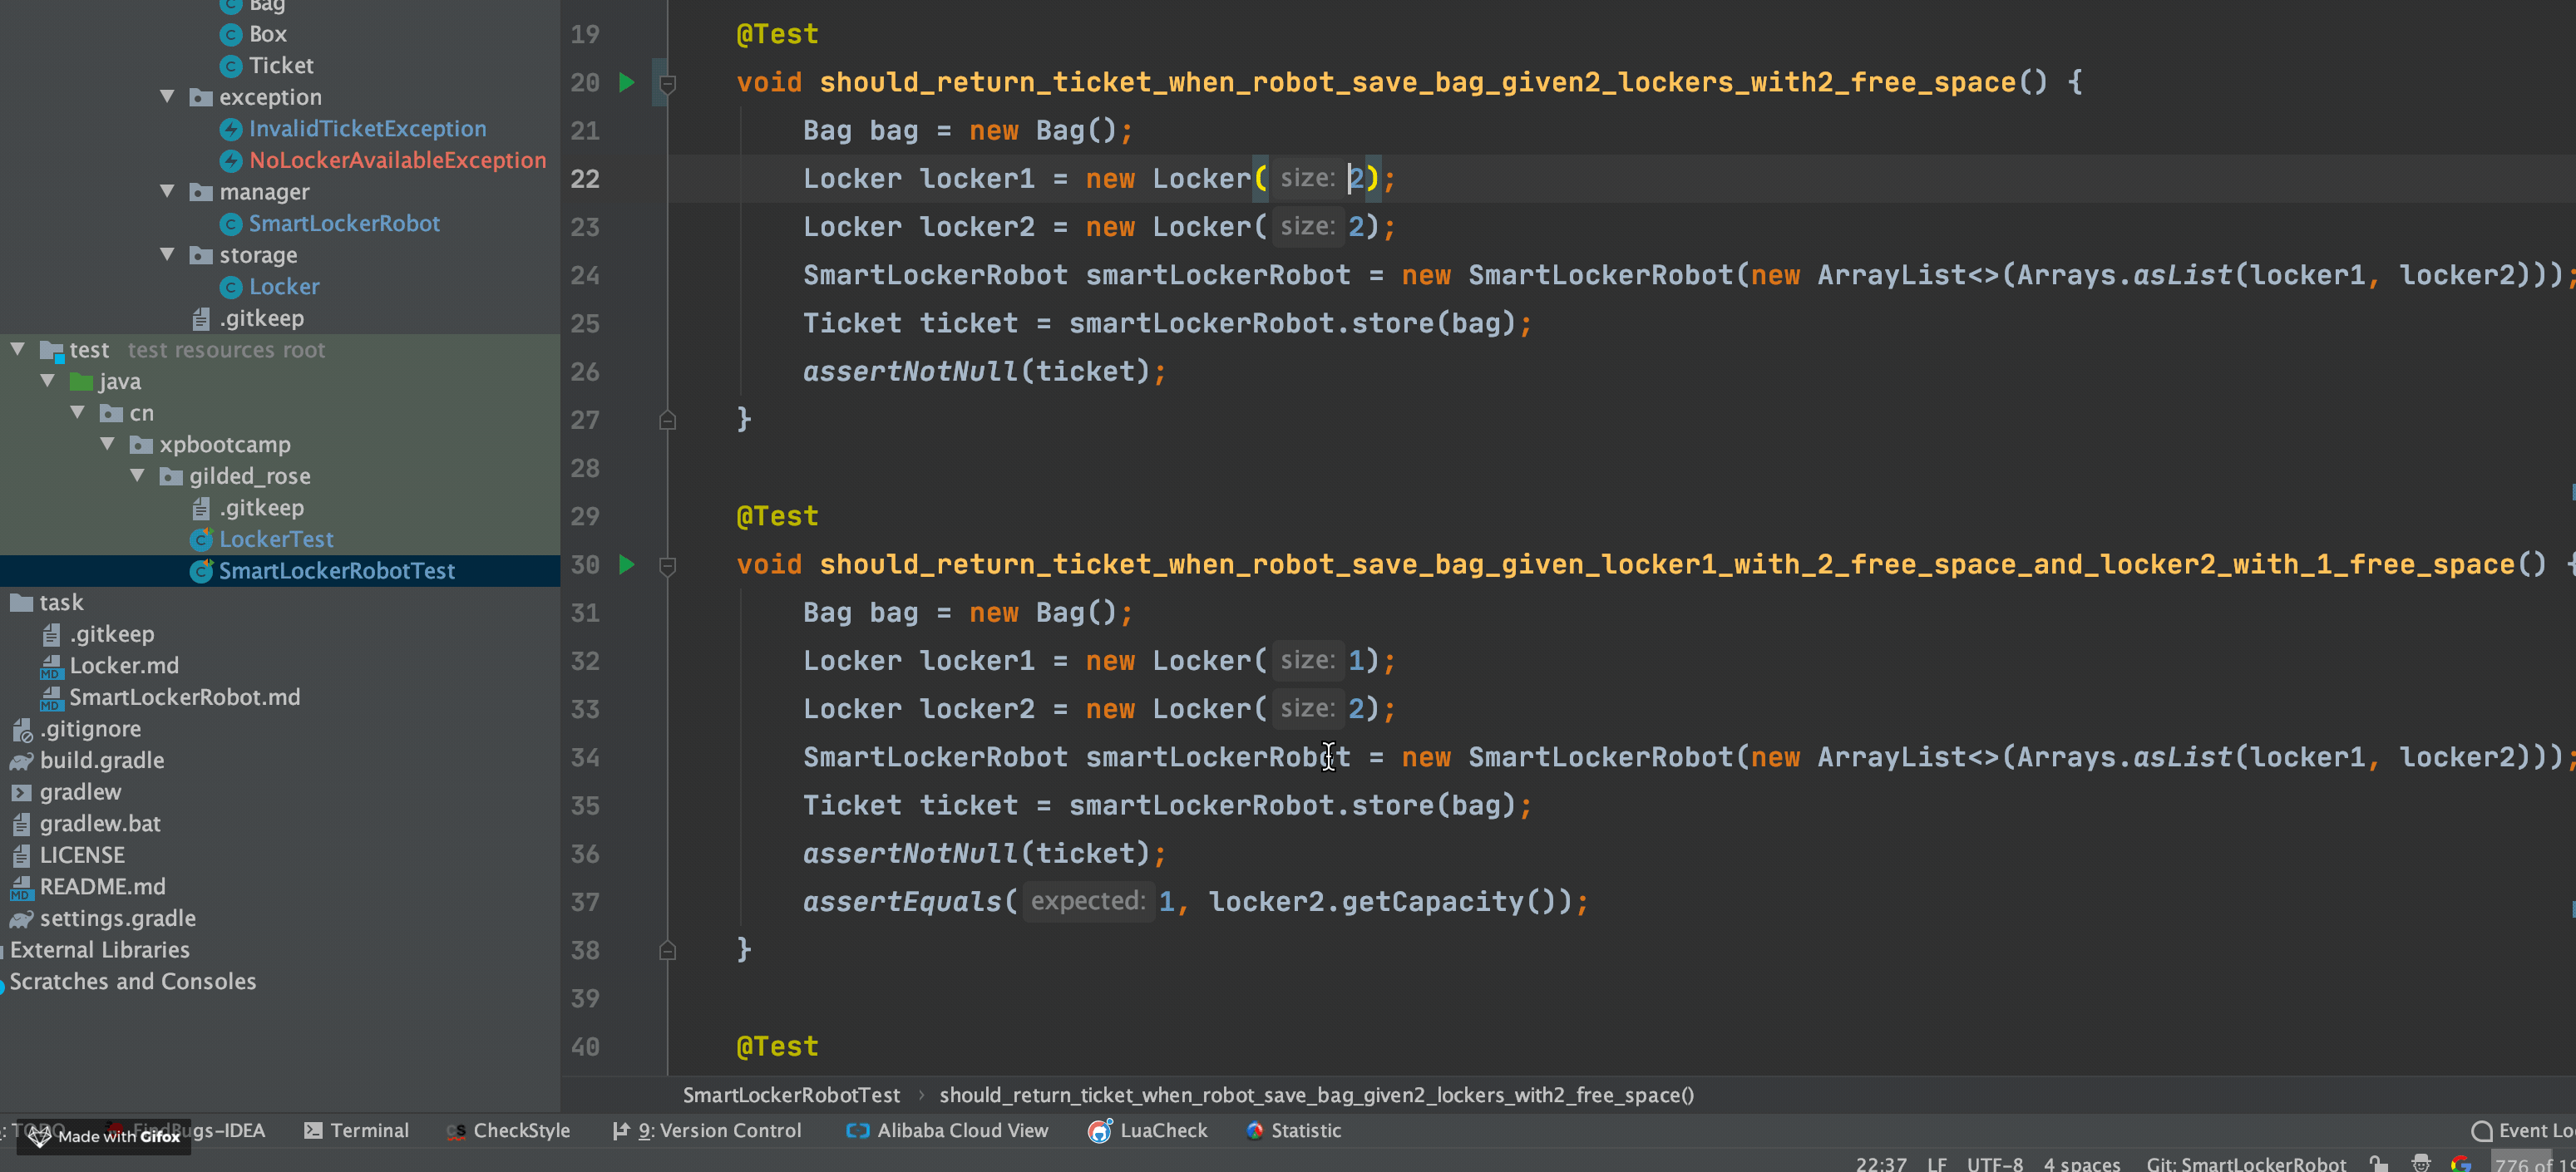 Bag
Box
Ticket
exception
InvalidTicketException
NoLockerAvailableException
manager
SmartLockerRobot
storage
Locker
.gitkeep
test test resources root
java
cn
xpbootcamp
gilded_rose
.gitkeep
LockerTest
SmartLockerRobotTest
task
.gitkeep
Locker.md
SmartLockerRobot.md
.gitignore
build.gradle
gradlew
gradlew.bat
LICENSE
README.md
settings.gradle
External Libraries
Scratches and Consoles
19 @Test
20 void should_return_ticket_when_robot_save_bag_given2_lockers_with2_free_space() {
21 Bag bag = new Bag();
22 Locker locker1 = new Locker( size: 2);
23 Locker locker2 = new Locker( size: 2);
24 SmartLockerRobot smartLockerRobot = new SmartLockerRobot(new ArrayList<>(Arrays.asList(locker1, locker2)));
25 Ticket ticket = smartLockerRobot.store(bag);
26 assertNotNull(ticket);
27 }
28
29 @Test
30 void should_return_ticket_when_robot_save_bag_given_locker1_with_2_free_space_and_locker2_with_1_free_space() {
31 Bag bag = new Bag();
32 Locker locker1 = new Locker( size: 1);
33 Locker locker2 = new Locker( size: 2);
34 SmartLockerRobot smartLockerRobot = new SmartLockerRobot(new ArrayList<>(Arrays.asList(locker1, locker2)));
35 Ticket ticket = smartLockerRobot.store(bag);
36 assertNotNull(ticket);
37 assertEquals( expected: 1, locker2.getCapacity());
38 }
39
40 @Test
SmartLockerRobotTest › should_return_ticket_when_robot_save_bag_given2_lockers_with2_free_space()
: TODO FindBugs-IDEA Terminal CheckStyle 9: Version Control Alibaba Cloud View LuaCheck Statistic Event Lo
Made with Gifox
22:37 LF UTF-8 4 spaces Git: SmartLockerRobot 776 of 1